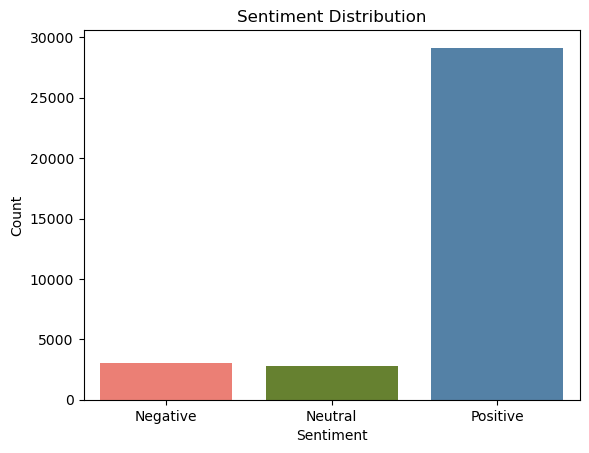 Sentiment Distribution
Count
30000
25000
20000
15000
10000
5000
0
Negative Neutral Positive
Sentiment